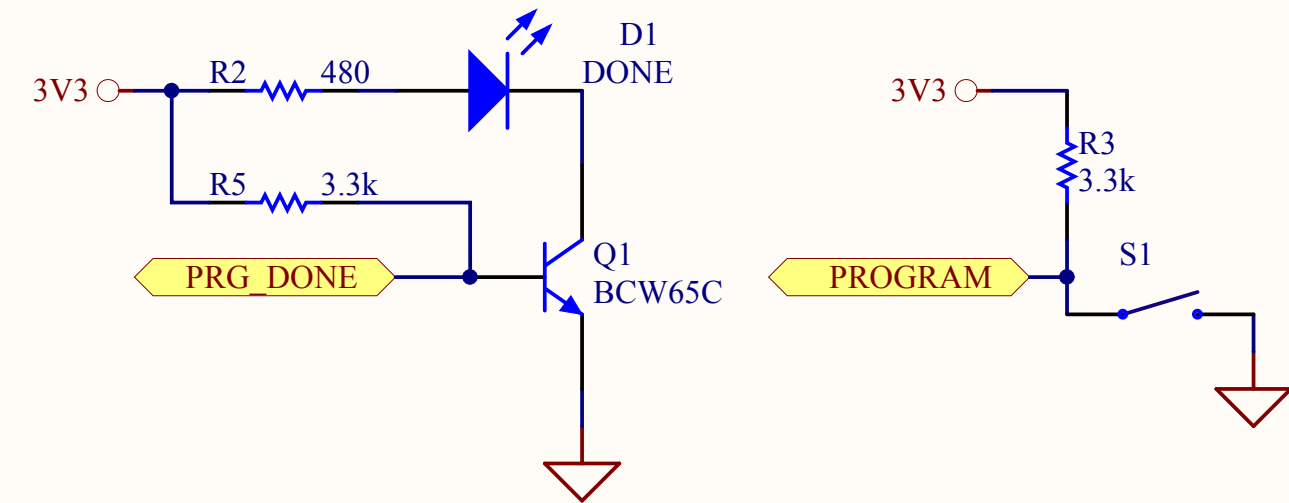 D1
DONE
3V3
R2
480
R5
3.3k
PRG_DONE
Q1
BCW65C
3V3
R3
3.3k
PROGRAM
S1